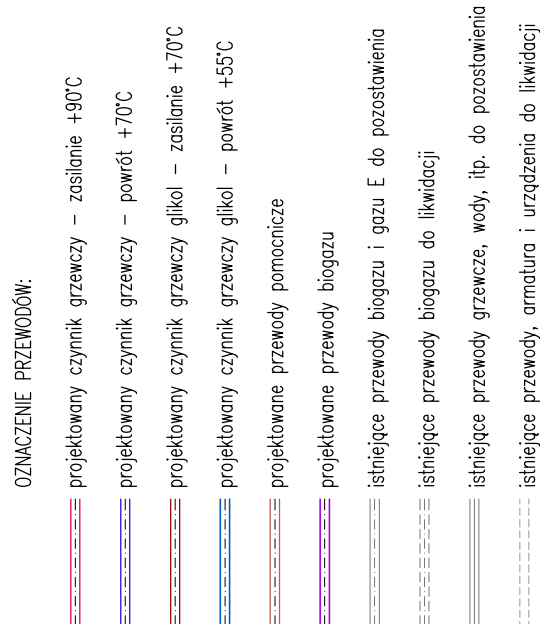 OZNACZENIE PRZEWODÓW:
projektowany czynnik grzewczy – zasilanie +90°C
projektowany czynnik grzewczy – powrót +70°C
projektowany czynnik grzewczy glikol – zasilanie +70°C
projektowany czynnik grzewczy glikol – powrót +55°C
projektowane przewody pomocnicze
projektowane przewody biogazu
istniejące przewody biogazu i gazu E do pozostawienia
istniejące przewody biogazu do likwidacji
istniejące przewody grzewcze, wody, itp. do pozostawienia
istniejące przewody, armatura i urządzenia do likwidacji